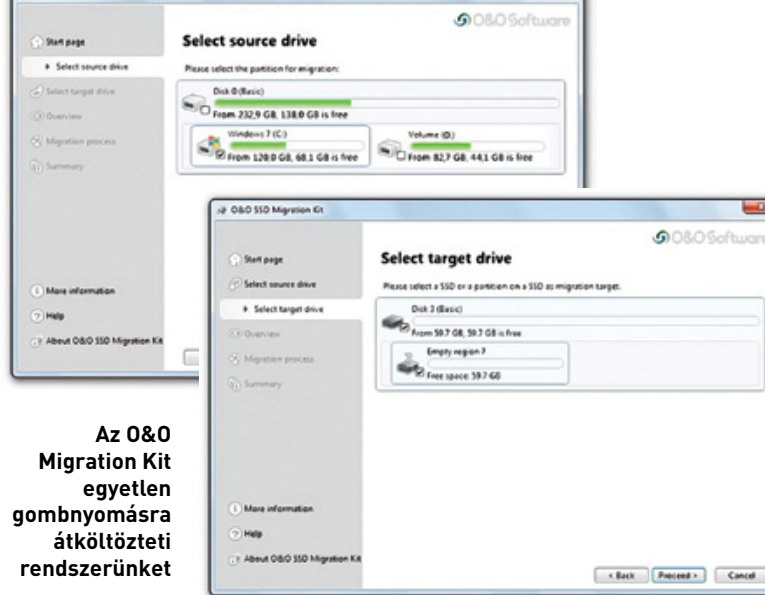 O&O Software
Start page
Select source drive
Select target drive
Overview
Migration process
Summary
More information
Help
About O&O SSD Migration Kit
Select source drive
Please select the partition for migration:
Disk 0 (Basic)
From 232,9 GB, 138,0 GB is free
Windows 7 (C:)
From 120,0 GB, 68,1 GB is free
Volume (D:)
From 82,7 GB, 44,1 GB is free
O&O SSD Migration Kit
O&O Software
Start page
Select source drive
Select target drive
Overview
Migration process
Summary
More information
Help
About O&O SSD Migration Kit
Select target drive
Please select a SSD or a partition on a SSD as migration target.
Disk 3 (Basic)
From 59.7 GB, 59.7 GB is free
Empty region 7
Free space: 59.7 GB
< Back
Proceed >
Cancel
Az O&O
Migration Kit
egyetlen
gombnyomásra
átköltözteti
rendszerünket